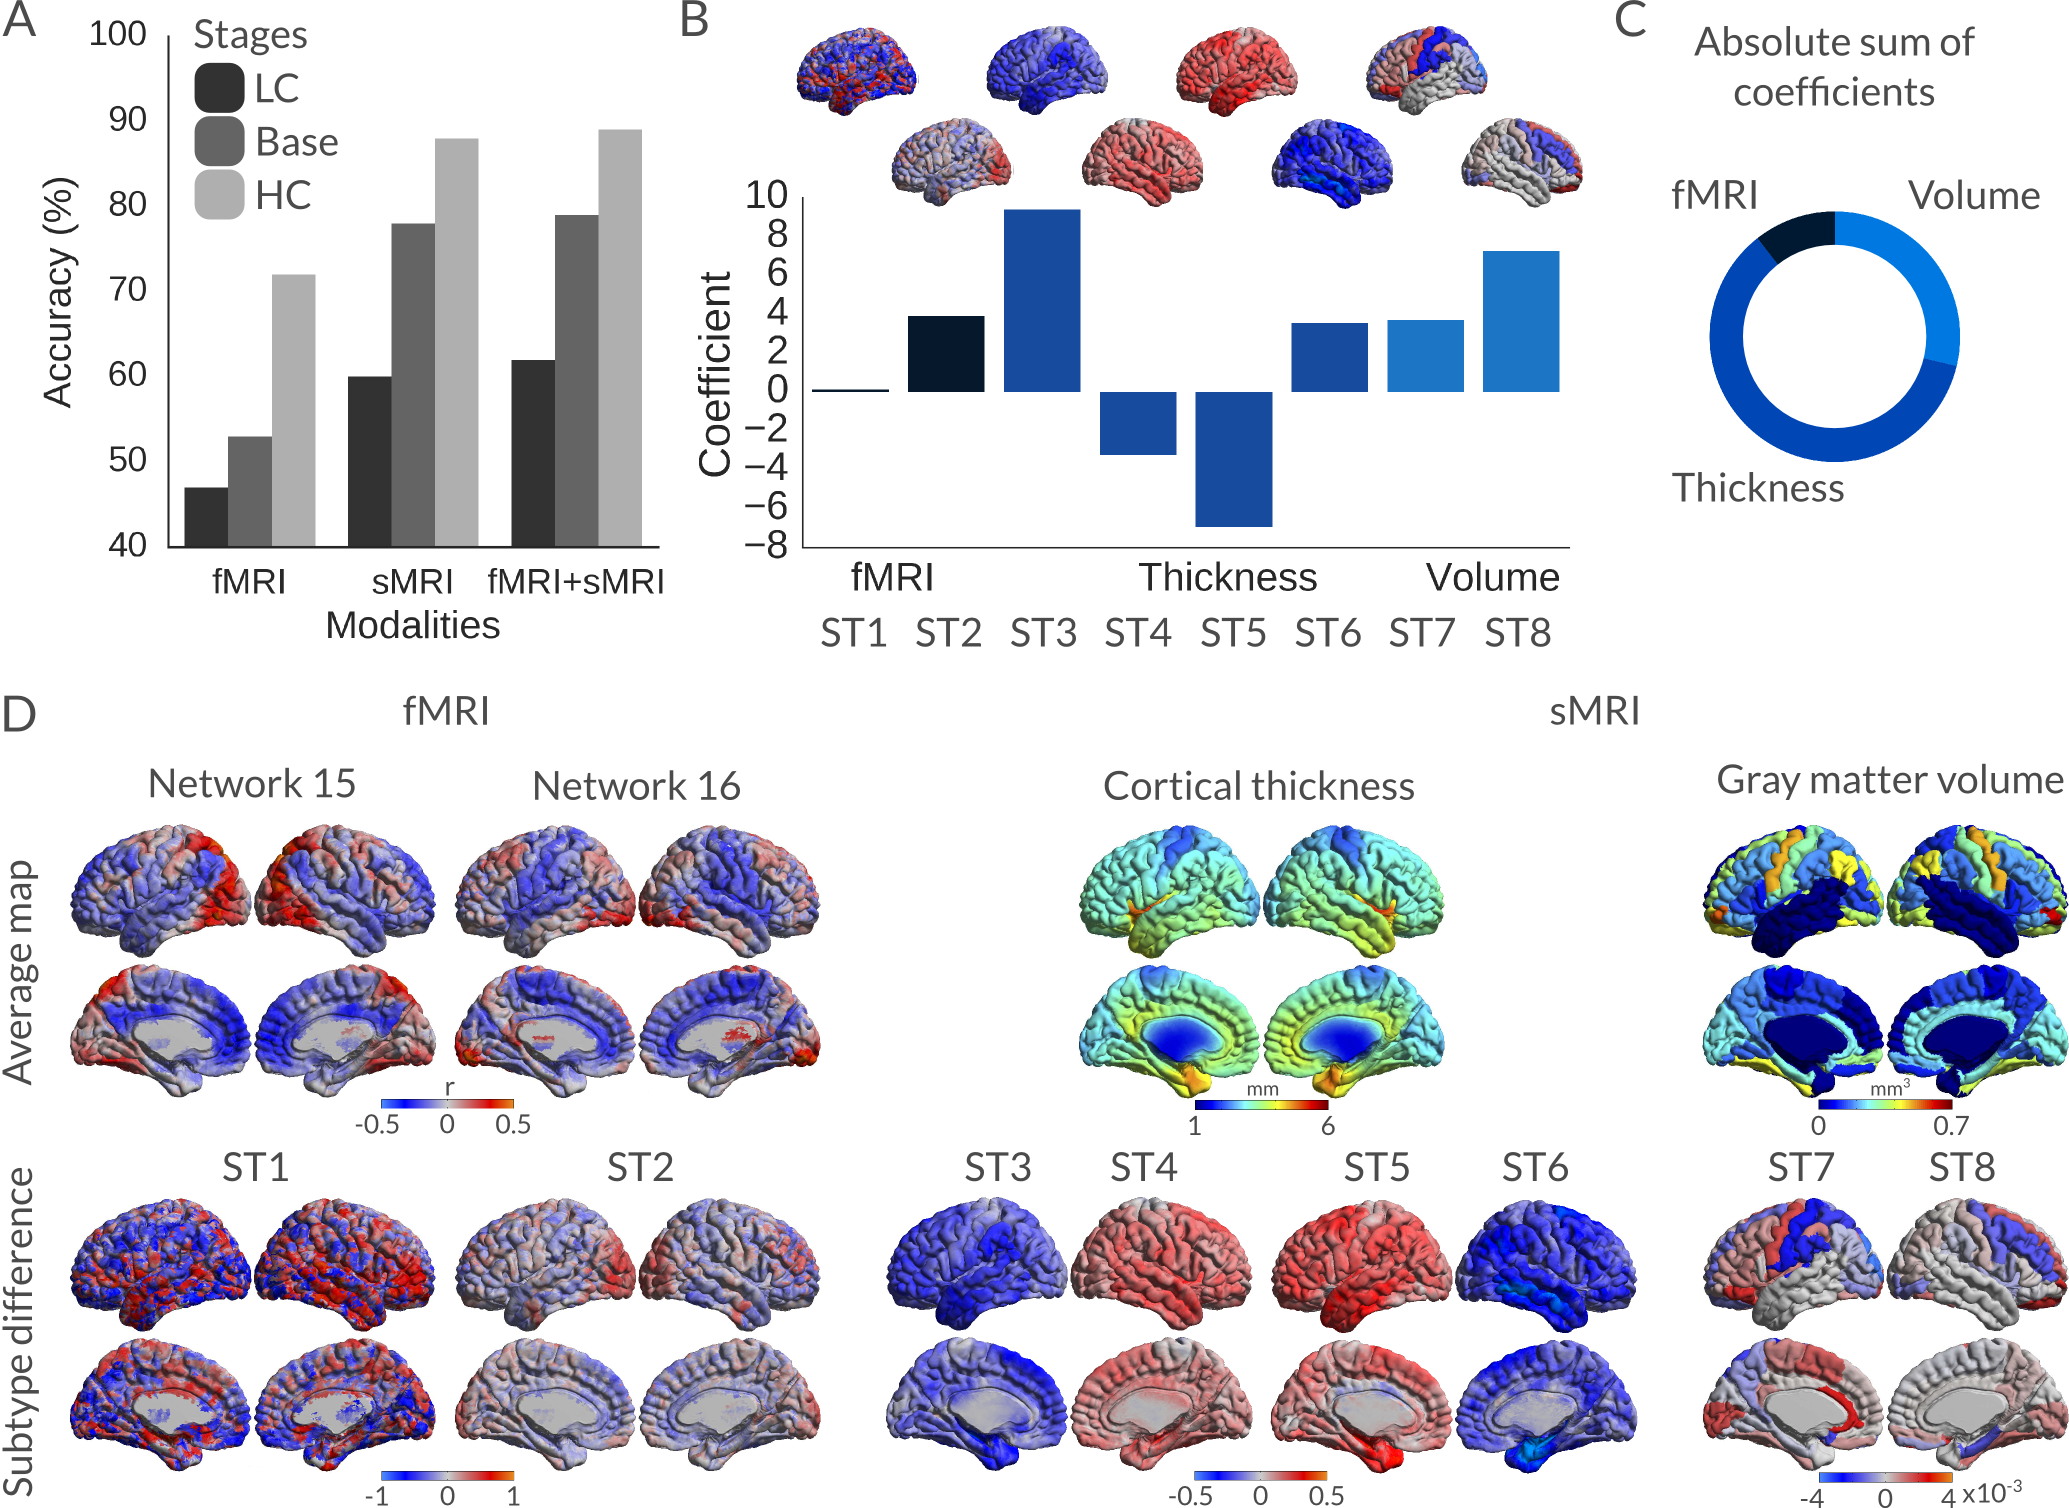 A
100
90
80
70
60
50
40
Accuracy (%)
Stages
LC
Base
HC
fMRI sMRI fMRI+sMRI
Modalities
B
10
8
6
4
2
0
−2
−4
−6
−8
Coefficient
fMRI Thickness Volume
ST1 ST2 ST3 ST4 ST5 ST6 ST7 ST8
C
Absolute sum of
coefficients
fMRI Volume
Thickness
D
fMRI sMRI
Network 15 Network 16 Cortical thickness Gray matter volume
Average map
r
-0.5 0 0.5
mm
1 6
mm³
0 0.7
ST1 ST2 ST3 ST4 ST5 ST6 ST7 ST8
Subtype difference
-1 0 1
-0.5 0 0.5
-4 0 4 x10⁻³